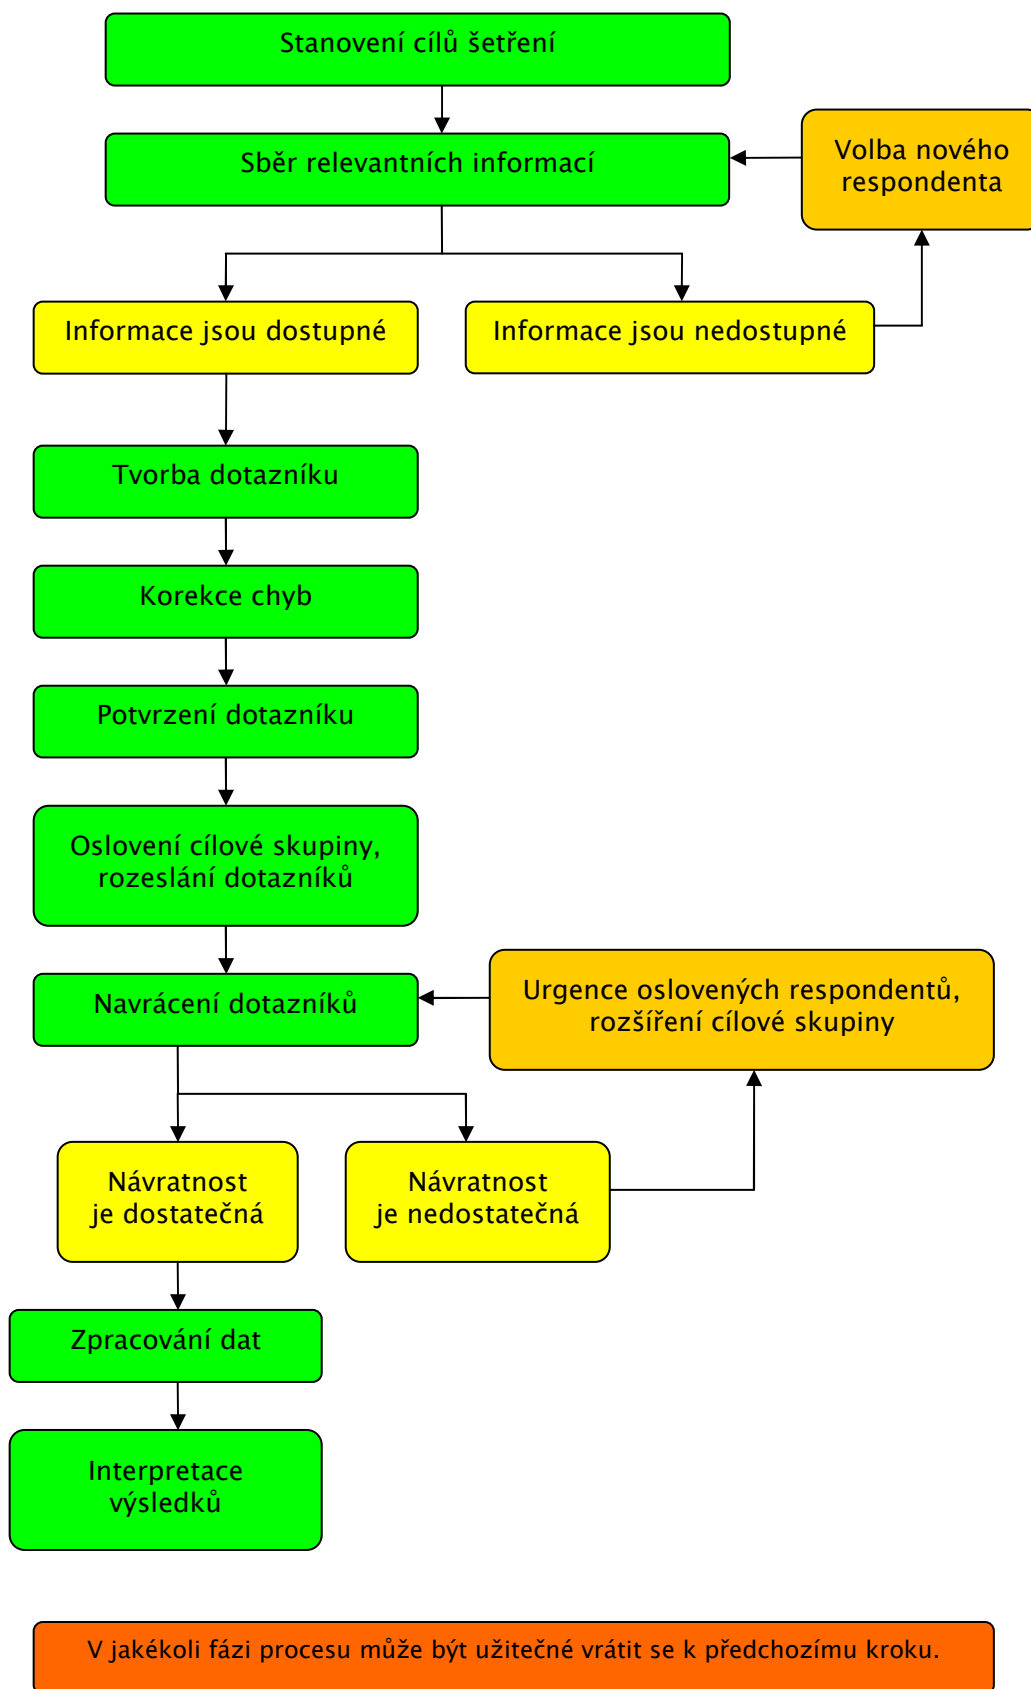 Stanovení cílů šetření
Sběr relevantních informací
Volba nového
respondenta
Informace jsou dostupné
Informace jsou nedostupné
Tvorba dotazníku
Korekce chyb
Potvrzení dotazníku
Oslovení cílové skupiny,
rozeslání dotazníků
Navrácení dotazníků
Urgence oslovených respondentů,
rozšíření cílové skupiny
Návratnost
je dostatečná
Návratnost
je nedostatečná
Zpracování dat
Interpretace
výsledků
V jakékoli fázi procesu může být užitečné vrátit se k předchozímu kroku.